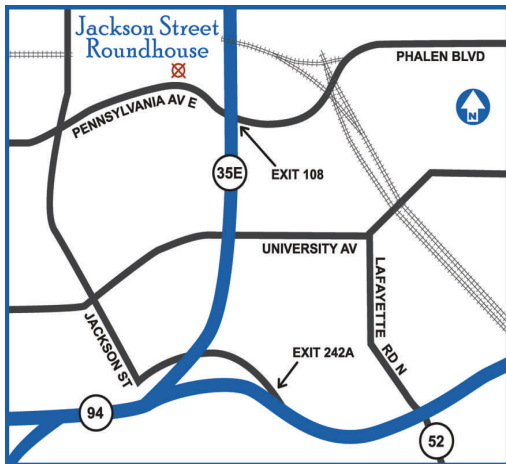 Jackson Street
Roundhouse
PHALEN BLVD
PENNSYLVANIA AV E
N
35E
EXIT 108
UNIVERSITY AV
LAFAYETTE
RD N
JACKSON ST
EXIT 242A
94
52